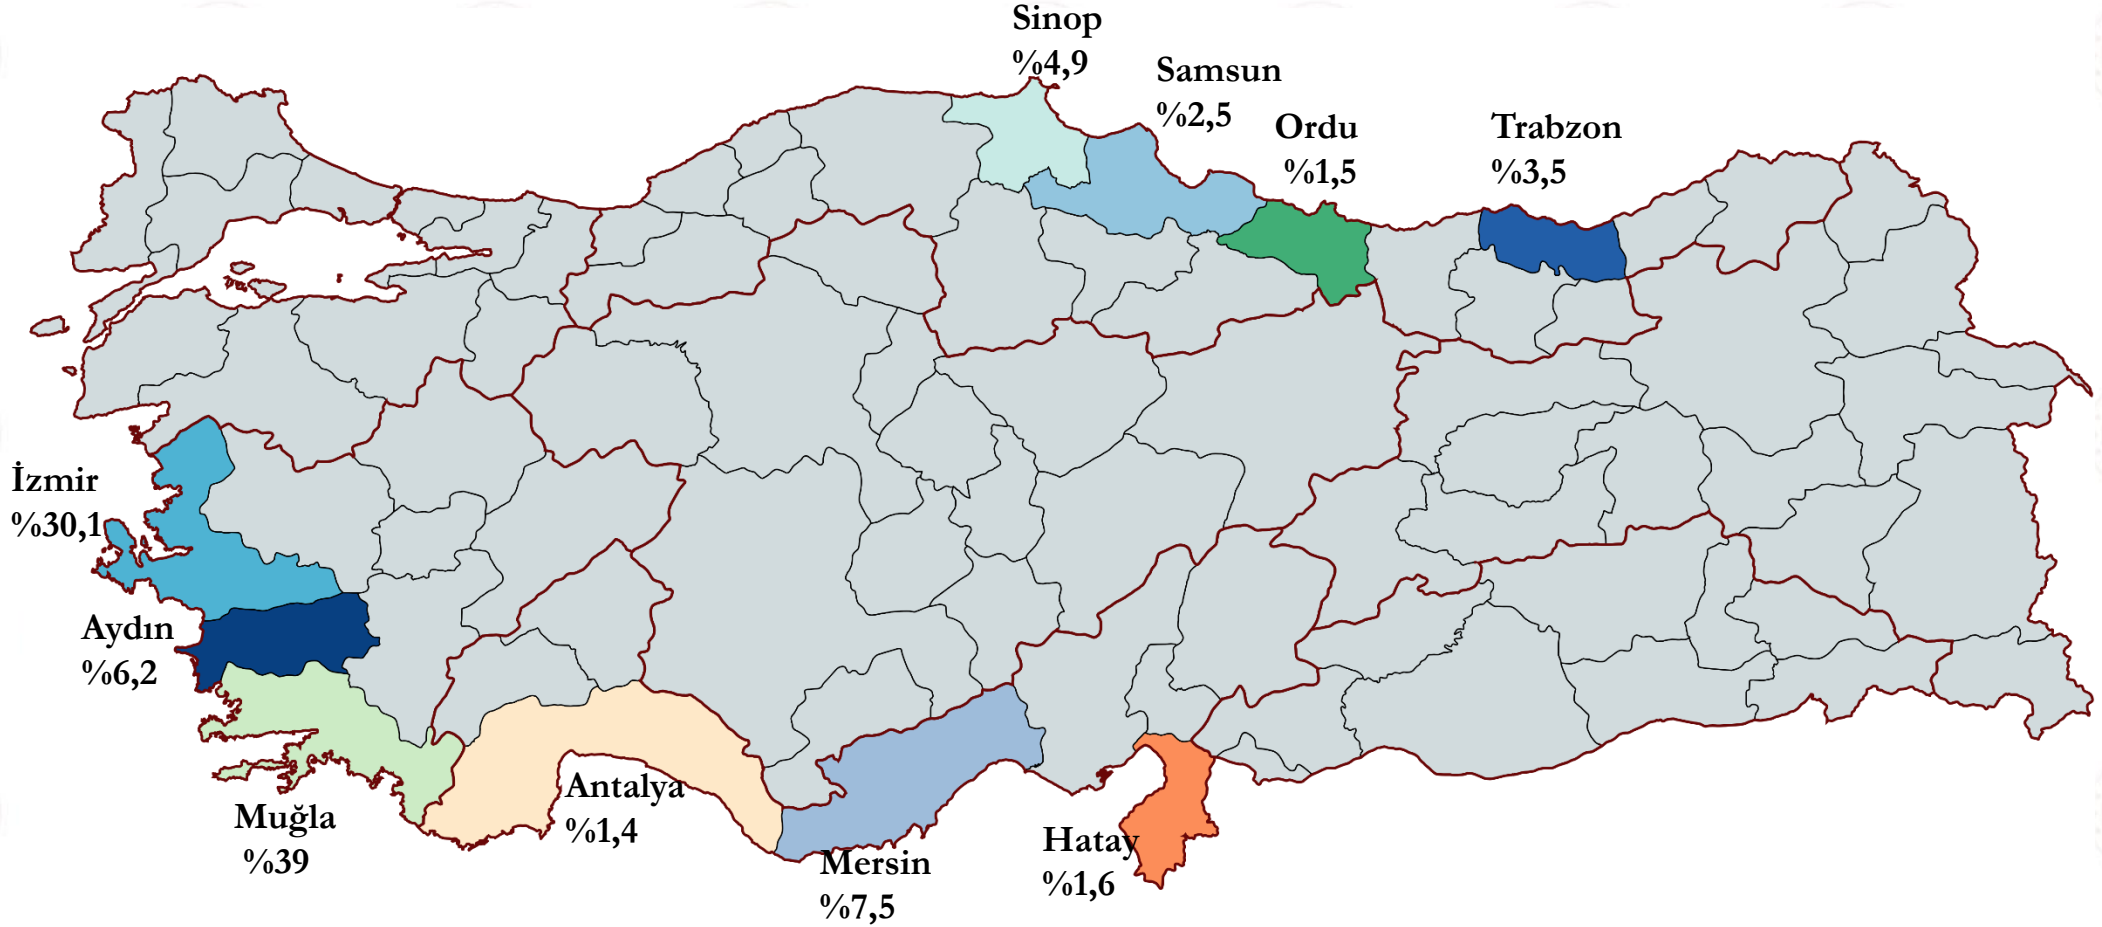 Sinop
%4,9
Samsun
%2,5
Ordu
%1,5
Trabzon
%3,5
İzmir
%30,1
Aydın
%6,2
Muğla
%39
Antalya
%1,4
Mersin
%7,5
Hatay
%1,6